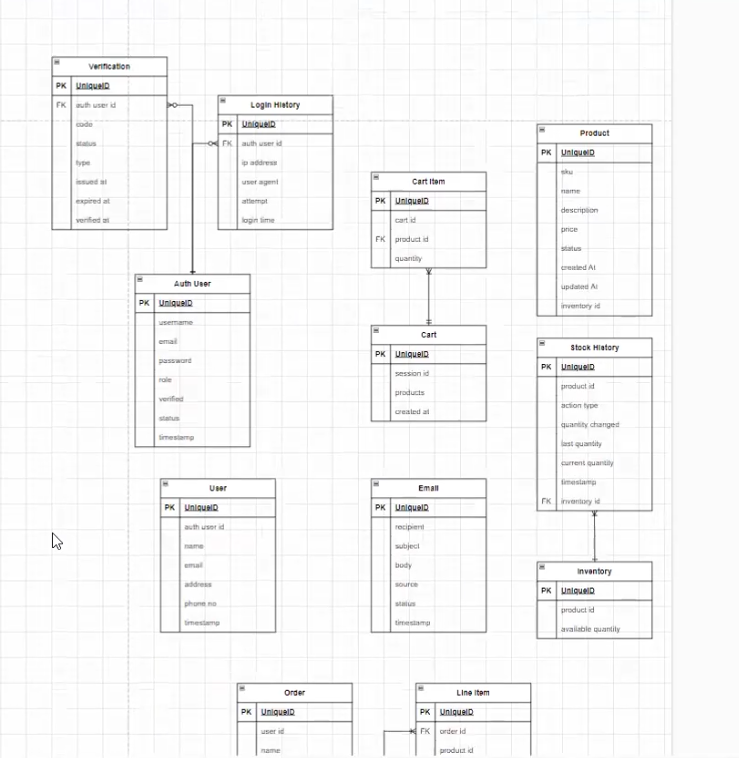 Verification
PK UniqueID
FK auth user id
code
status
type
issued at
expired at
verified at
Login History
PK UniqueID
FK auth user id
ip address
user agent
attempt
login time
Product
PK UniqueID
sku
name
description
price
status
created At
updated At
inventory id
Cart Item
PK UniqueID
cart id
FK product id
quantity
Auth User
PK UniqueID
username
email
password
role
verified
status
timestamp
Cart
PK UniqueID
session id
products
created at
Stock History
PK UniqueID
product id
action type
quantity changed
last quantity
current quantity
timestamp
FK inventory id
User
PK UniqueID
auth user id
name
email
address
phone no
timestamp
Email
PK UniqueID
recipient
subject
body
source
status
timestamp
Inventory
PK UniqueID
product id
available quantity
Order
PK UniqueID
user id
name
Line Item
PK UniqueID
FK order id
product id